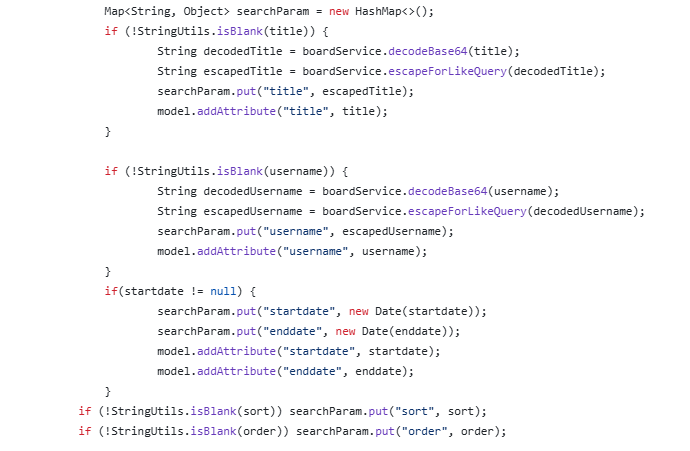 Map<String, Object> searchParam = new HashMap<>();
if (!StringUtils.isBlank(title)) {
String decodedTitle = boardService.decodeBase64(title);
String escapedTitle = boardService.escapeForLikeQuery(decodedTitle);
searchParam.put("title", escapedTitle);
model.addAttribute("title", title);
}
if (!StringUtils.isBlank(username)) {
String decodedUsername = boardService.decodeBase64(username);
String escapedUsername = boardService.escapeForLikeQuery(decodedUsername);
searchParam.put("username", escapedUsername);
model.addAttribute("username", username);
}
if(startdate != null) {
searchParam.put("startdate", new Date(startdate));
searchParam.put("enddate", new Date(enddate));
model.addAttribute("startdate", startdate);
model.addAttribute("enddate", enddate);
}
if (!StringUtils.isBlank(sort)) searchParam.put("sort", sort);
if (!StringUtils.isBlank(order)) searchParam.put("order", order);